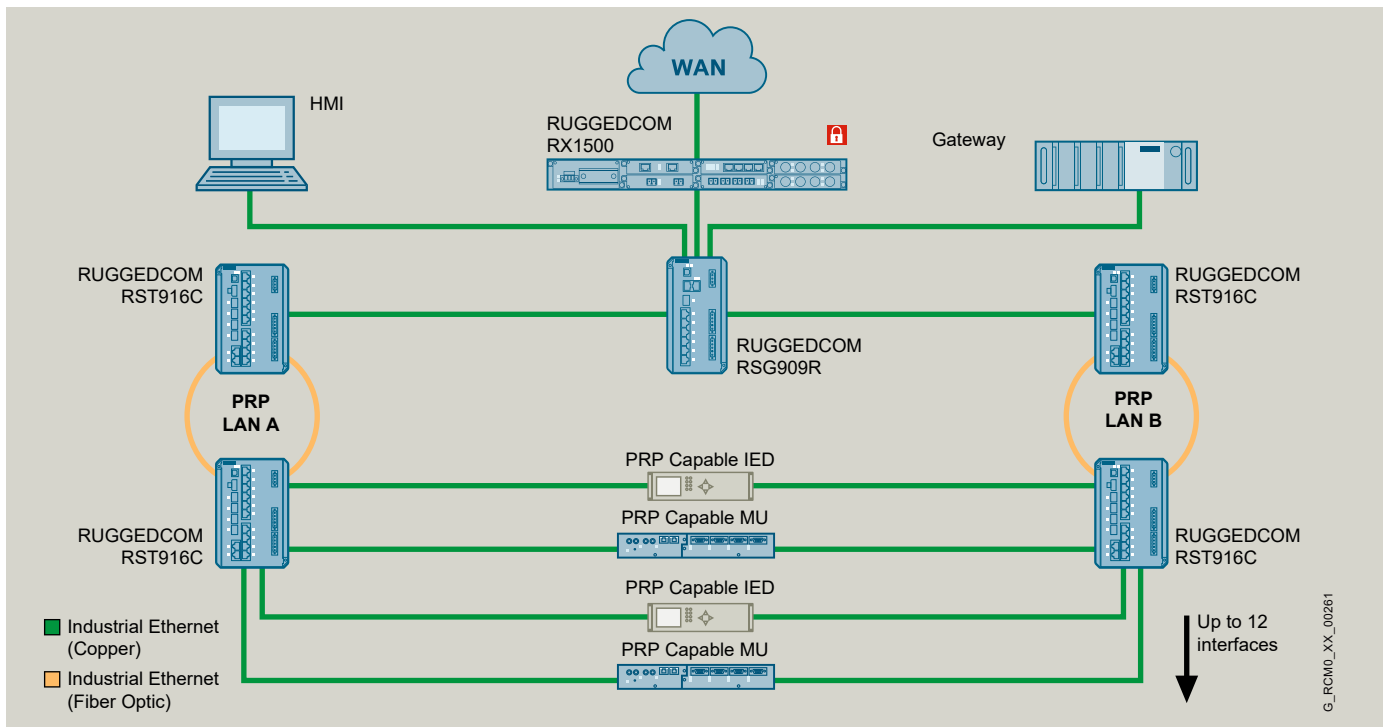 WAN
HMI
RUGGEDCOM
RX1500
Gateway
RUGGEDCOM
RST916C
RUGGEDCOM
RST916C
RUGGEDCOM
RSG909R
PRP
LAN A
PRP
LAN B
PRP Capable IED
PRP Capable MU
RUGGEDCOM
RST916C
RUGGEDCOM
RST916C
PRP Capable IED
PRP Capable MU
Industrial Ethernet
(Copper)
Industrial Ethernet
(Fiber Optic)
Up to 12
interfaces
G_RCM0_XX_00261